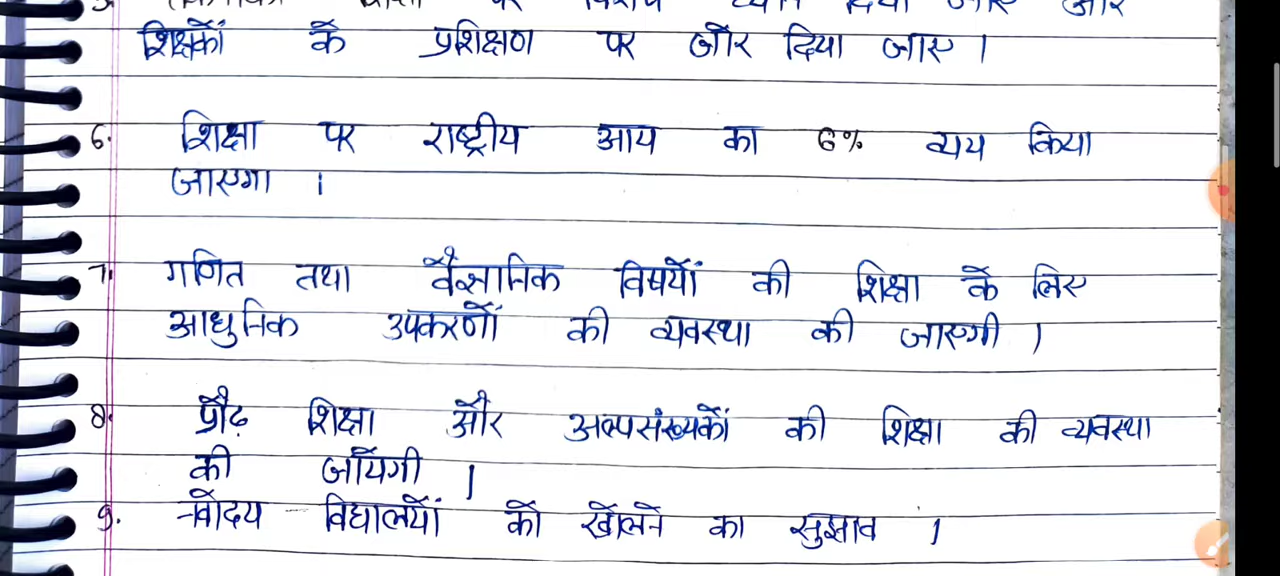 शिक्षकों के प्रशिक्षण पर जोर दिया जाए ।
6. शिक्षा पर राष्ट्रीय आय का 6% व्यय किया
जाएगा ।
7. गणित तथा वैज्ञानिक विषयों की शिक्षा के लिए
आधुनिक उपकरणों की व्यवस्था की जाएगी ।
8. प्रौढ़ शिक्षा और अल्पसंख्यकों की शिक्षा की व्यवस्था
की जायेगी ।
9. नवोदय विद्यालयों को खोलने का सुझाव ।